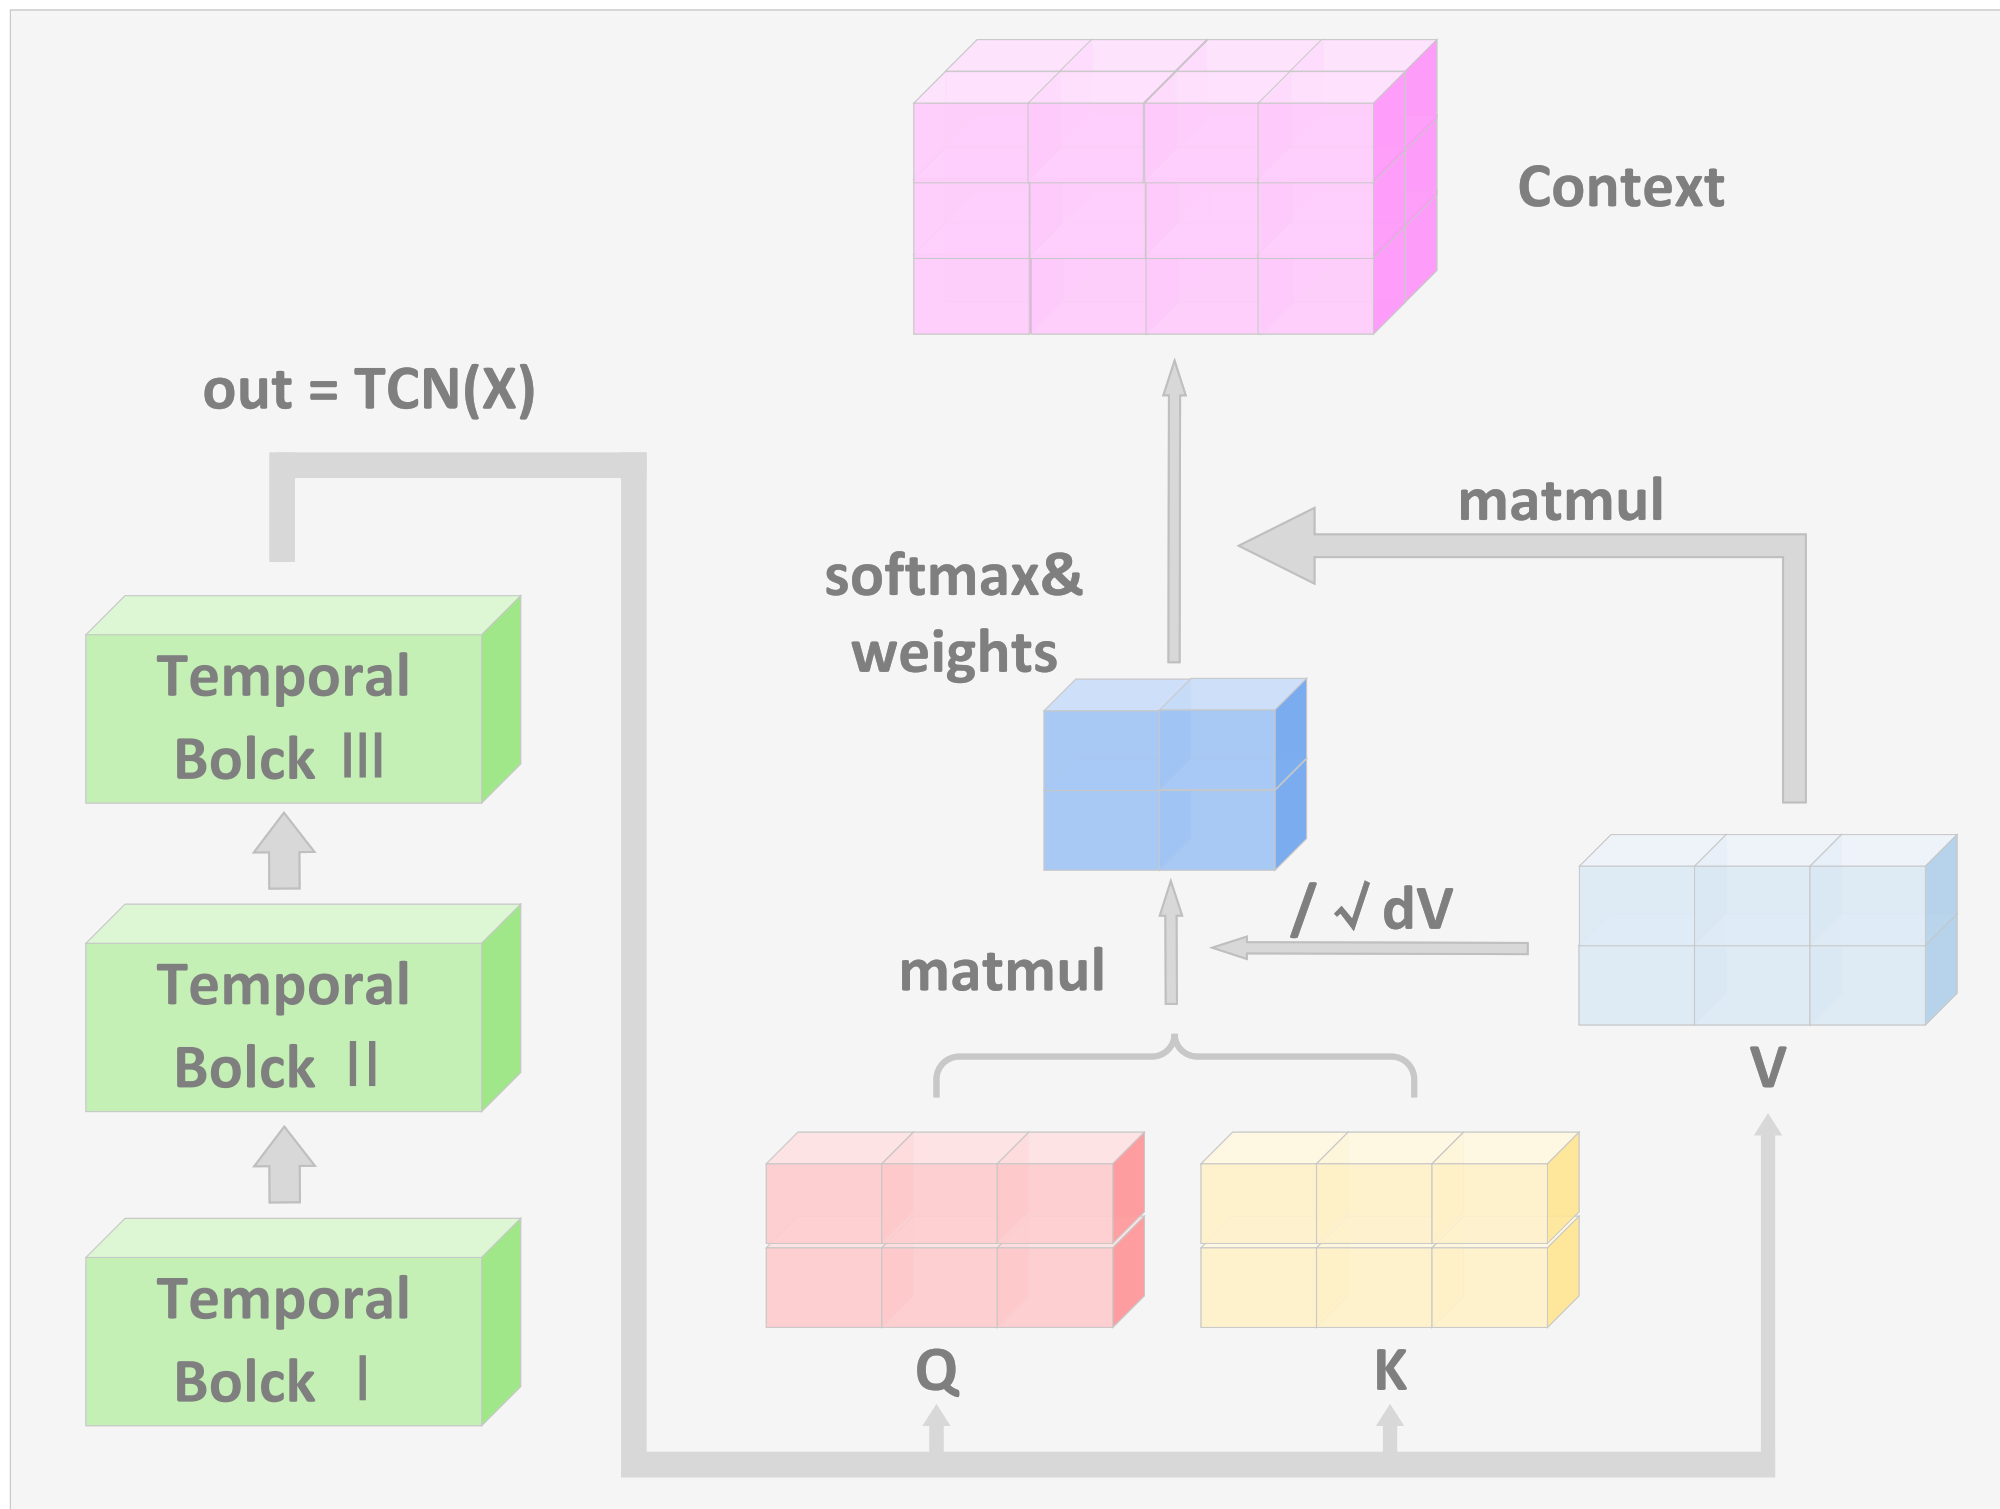 Context
out = TCN(X)
matmul
softmax&
weights
Temporal
Bolck III
/ √ dV
matmul
Temporal
Bolck II
V
Temporal
Bolck I
Q
K